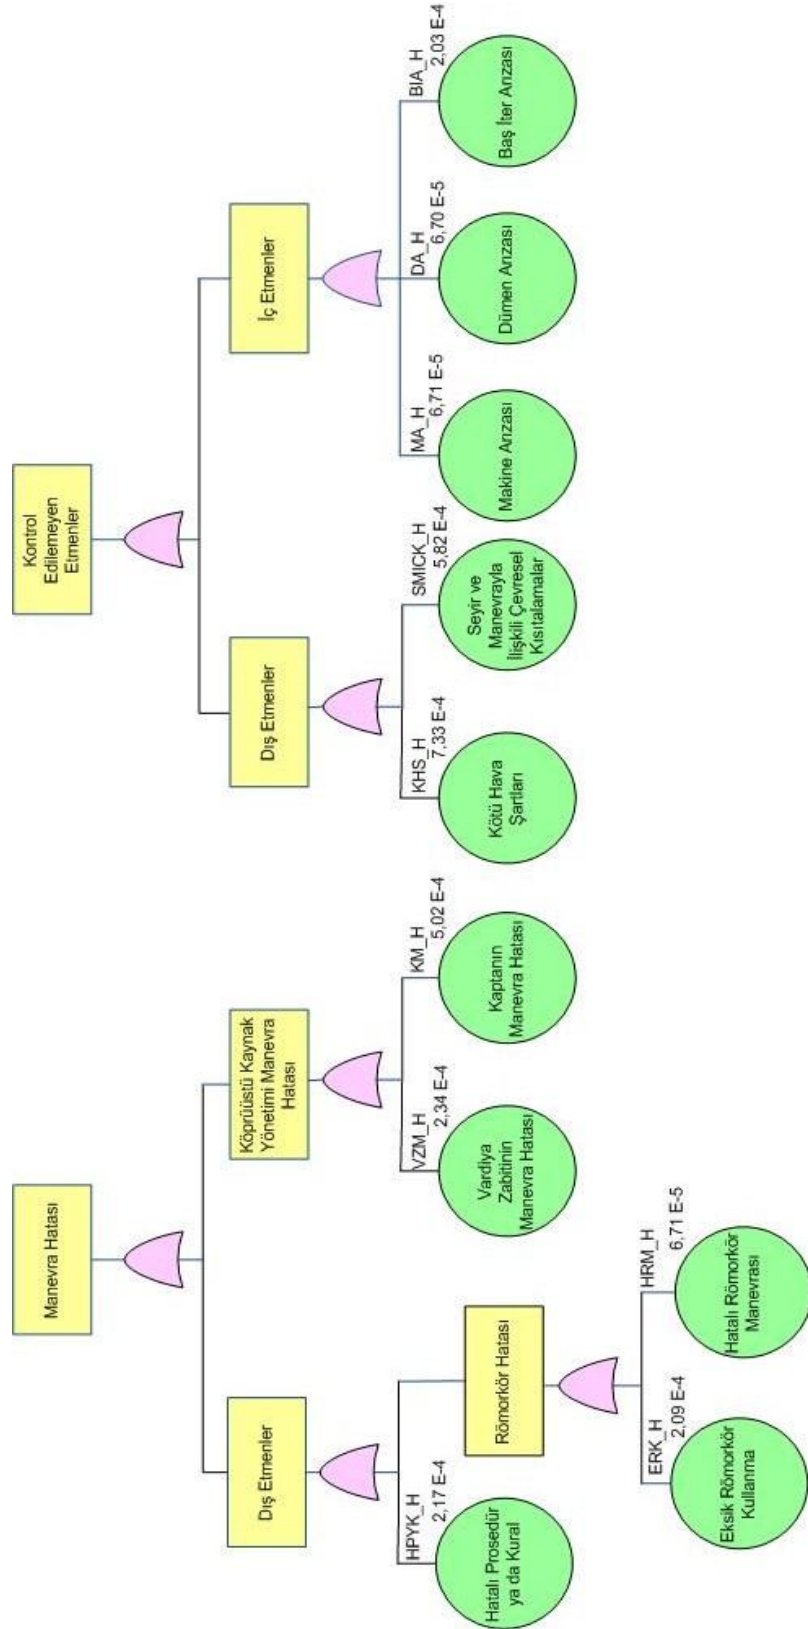 Manevra Hatası
Dış Etmenler
Köprüüstü Kaynak
Yönetimi Manevra
Hatası
HPYK_H
2,17 E-4
Hatalı Prosedür
ya da Kural
Römorkör Hatası
ERK_H
2,09 E-4
Eksik Römorkör
Kullanma
HRM_H
6,71 E-5
Hatalı Römorkör
Manevrası
VZM_H
2,34 E-4
Vardiya
Zabitinin
Manevra Hatası
KM_H
5,02 E-4
Kaptanın
Manevra Hatası
Kontrol
Edilemeyen
Etmenler
Dış Etmenler
İç Etmenler
KHS_H
7,33 E-4
Kötü Hava
Şartları
SMICK_H
5,82 E-4
Seyir ve
Manevrayla
İlişkili Çevresel
Kısıtalamalar
MA_H
6,71 E-5
Makine Arızası
DA_H
6,70 E-5
Dümen Arızası
BIA_H
2,03 E-4
Baş İter Arızası